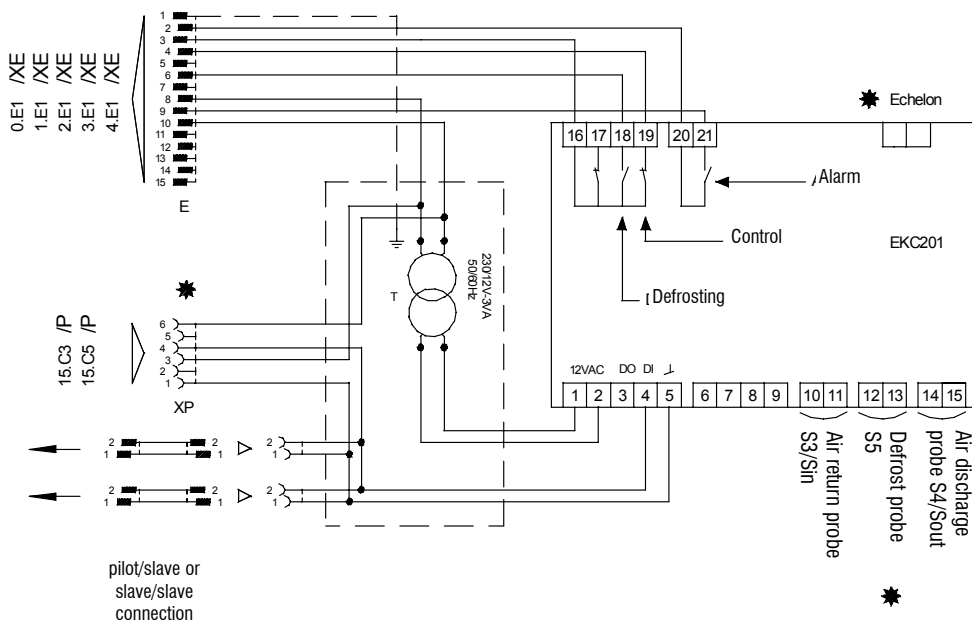 0.E1 /XE
1.E1 /XE
2.E1 /XE
3.E1 /XE
4.E1 /XE
1
2
3
4
5
6
7
8
9
10
11
12
13
14
15
E
16 17 18 19 20 21
Echelon
Alarm
Control
Defrosting
EKC201
T
230/12V-3VA
50/60Hz
15.C3 /P
15.C5 /P
6
5
4
3
2
1
XP
12VAC DO DI
1 2 3 4 5 6 7 8 9 10 11 12 13 14 15
S3/Sin
Air return probe
S5
Defrost probe
probe S4/Sout
Air discharge
2 2 2
1 1 1
2 2 2
1 1 1
pilot/slave or
slave/slave
connection